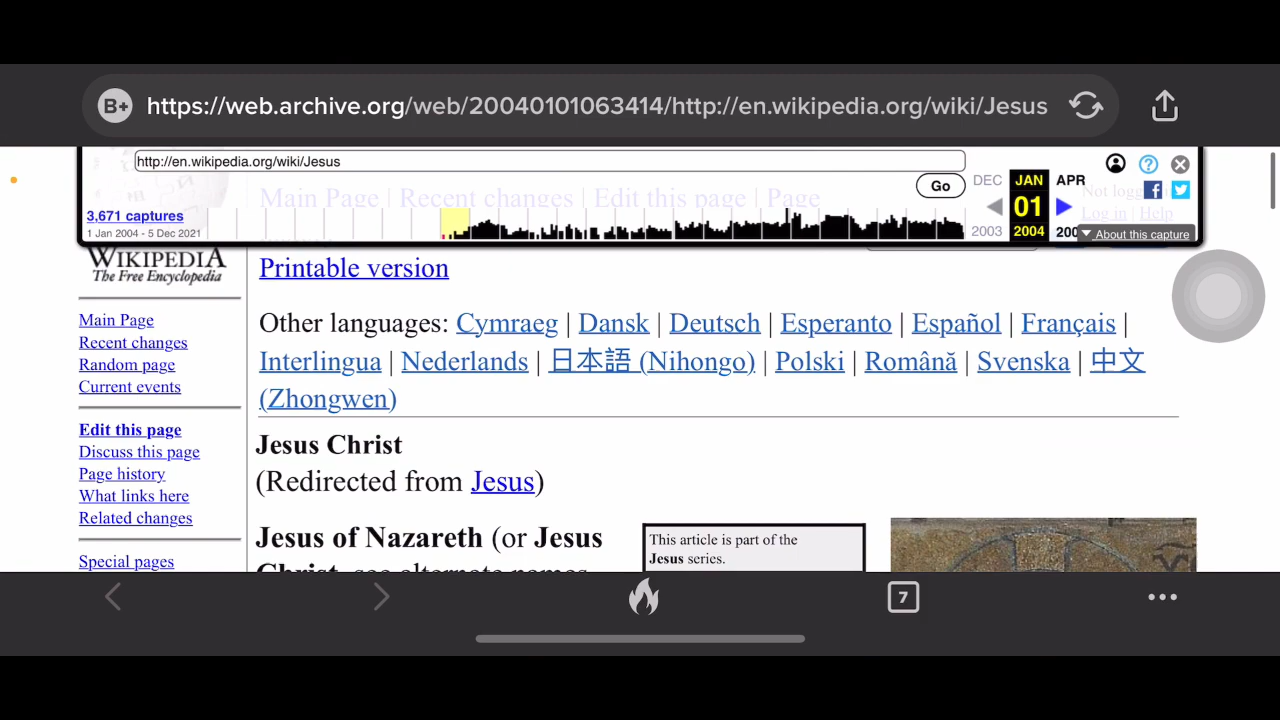 B+ https://web.archive.org/web/20040101063414/http://en.wikipedia.org/wiki/Jesus
http://en.wikipedia.org/wiki/Jesus
Go
DEC JAN APR
Main Page | Recent changes | Edit this page | Page
Not logg
01
Log in | Help
3,671 captures
1 Jan 2004 - 5 Dec 2021
2003 2004 200
About this capture
WIKIPEDIA
The Free Encyclopedia
Printable version
Other languages: Cymraeg | Dansk | Deutsch | Esperanto | Español | Français |
Interlingua | Nederlands | 日本語 (Nihongo) | Polski | Română | Svenska | 中文
(Zhongwen)
Main Page
Recent changes
Random page
Current events
Edit this page
Discuss this page
Page history
What links here
Related changes
Special pages
Jesus Christ
(Redirected from Jesus)
Jesus of Nazareth (or Jesus
Christ, see alternate names
This article is part of the
Jesus series.
7